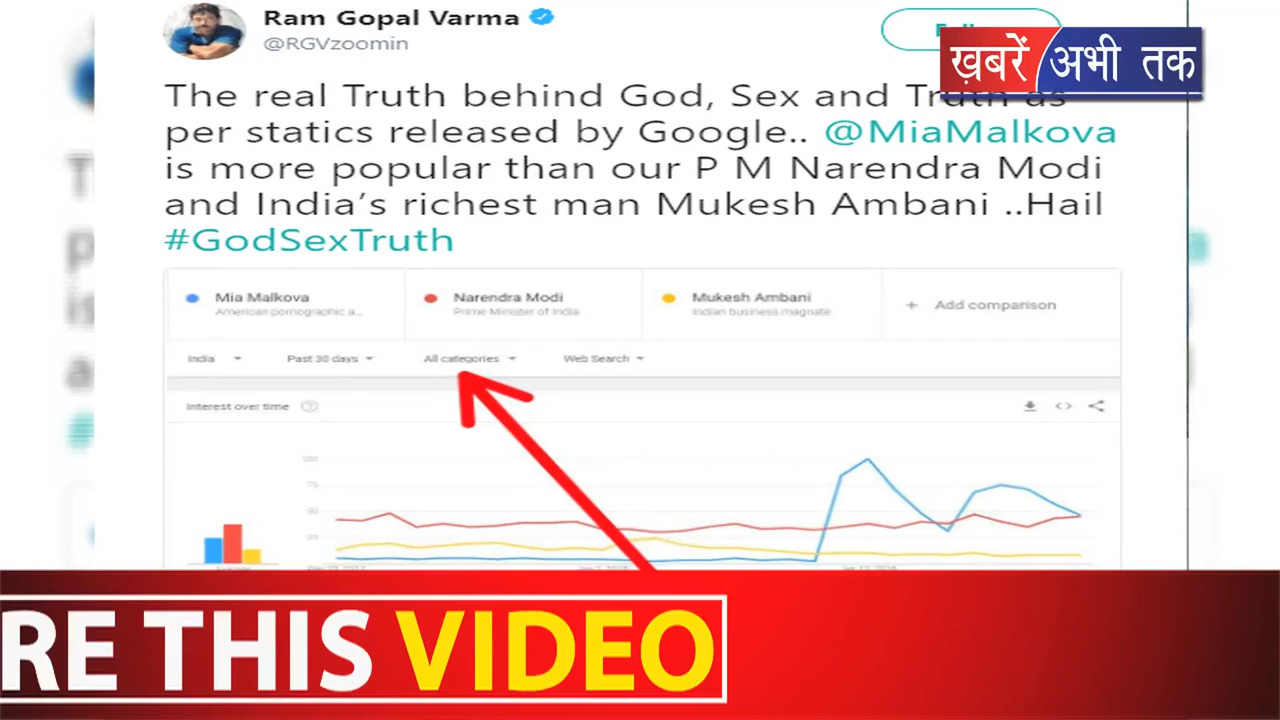 Ram Gopal Varma
@RGVzoomin
ख़बरें अभी तक
The real Truth behind God, Sex and Truth as
per statics released by Google.. @MiaMalkova
is more popular than our P M Narendra Modi
and India’s richest man Mukesh Ambani ..Hail
#GodSexTruth
Mia Malkova
American pornographic a...
Narendra Modi
Prime Minister of India
Mukesh Ambani
Indian business magnate
+ Add comparison
India
Past 30 days
All categories
Web Search
Interest over time
100
75
50
25
RE THIS VIDEO